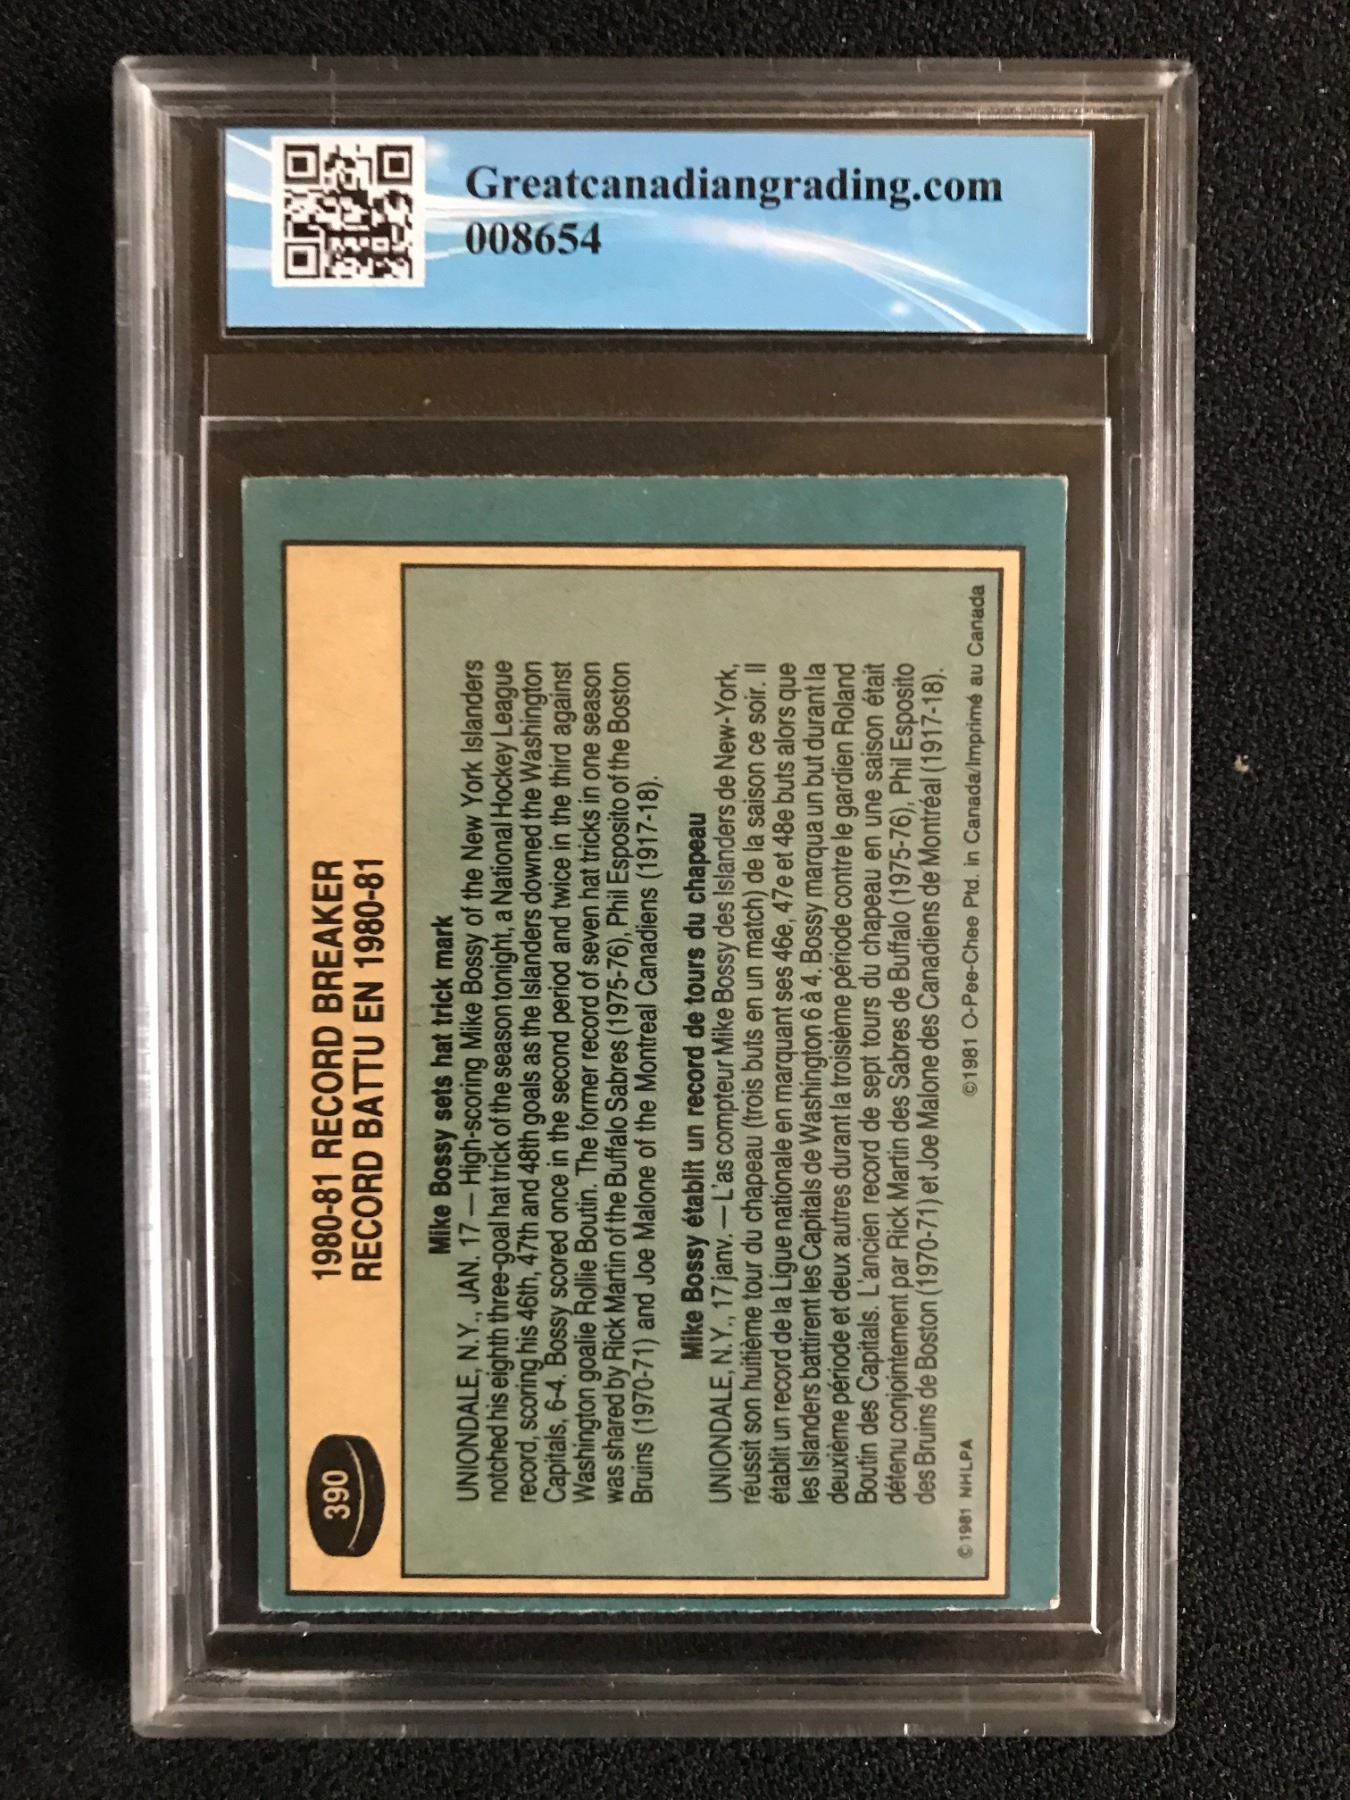 Greatcanadiangrading.com
008654
390
1980-81 RECORD BREAKER
RECORD BATTU EN 1980-81
Mike Bossy sets hat trick mark
UNIONDALE, N.Y., JAN. 17 — High-scoring Mike Bossy of the New York Islanders
notched his eighth three-goal hat trick of the season tonight, a National Hockey League
record, scoring his 46th, 47th and 48th goals as the Islanders downed the Washington
Capitals, 6-4. Bossy scored once in the second period and twice in the third against
Washington goalie Rollie Boutin. The former record of seven hat tricks in one season
was shared by Rick Martin of the Buffalo Sabres (1975-76), Phil Esposito of the Boston
Bruins (1970-71) and Joe Malone of the Montreal Canadiens (1917-18).
Mike Bossy établit un record de tours du chapeau
UNIONDALE, N.Y., 17 janv. — L'as compteur Mike Bossy des Islanders de New-York,
réussit son huitième tour du chapeau (trois buts en un match) de la saison ce soir. Il
établit un record de la Ligue nationale en marquant ses 46e, 47e et 48e buts alors que
les Islanders battirent les Capitals de Washington 6 à 4. Bossy marqua un but durant la
deuxième période et deux autres durant la troisième période contre le gardien Roland
Boutin des Capitals. L'ancien record de sept tours du chapeau en une saison était
détenu conjointement par Rick Martin des Sabres de Buffalo (1975-76), Phil Esposito
des Bruins de Boston (1970-71) et Joe Malone des Canadiens de Montréal (1917-18).
©1981 NHLPA ©1981 O-Pee-Chee Ptd. in Canada/Imprimé au Canada